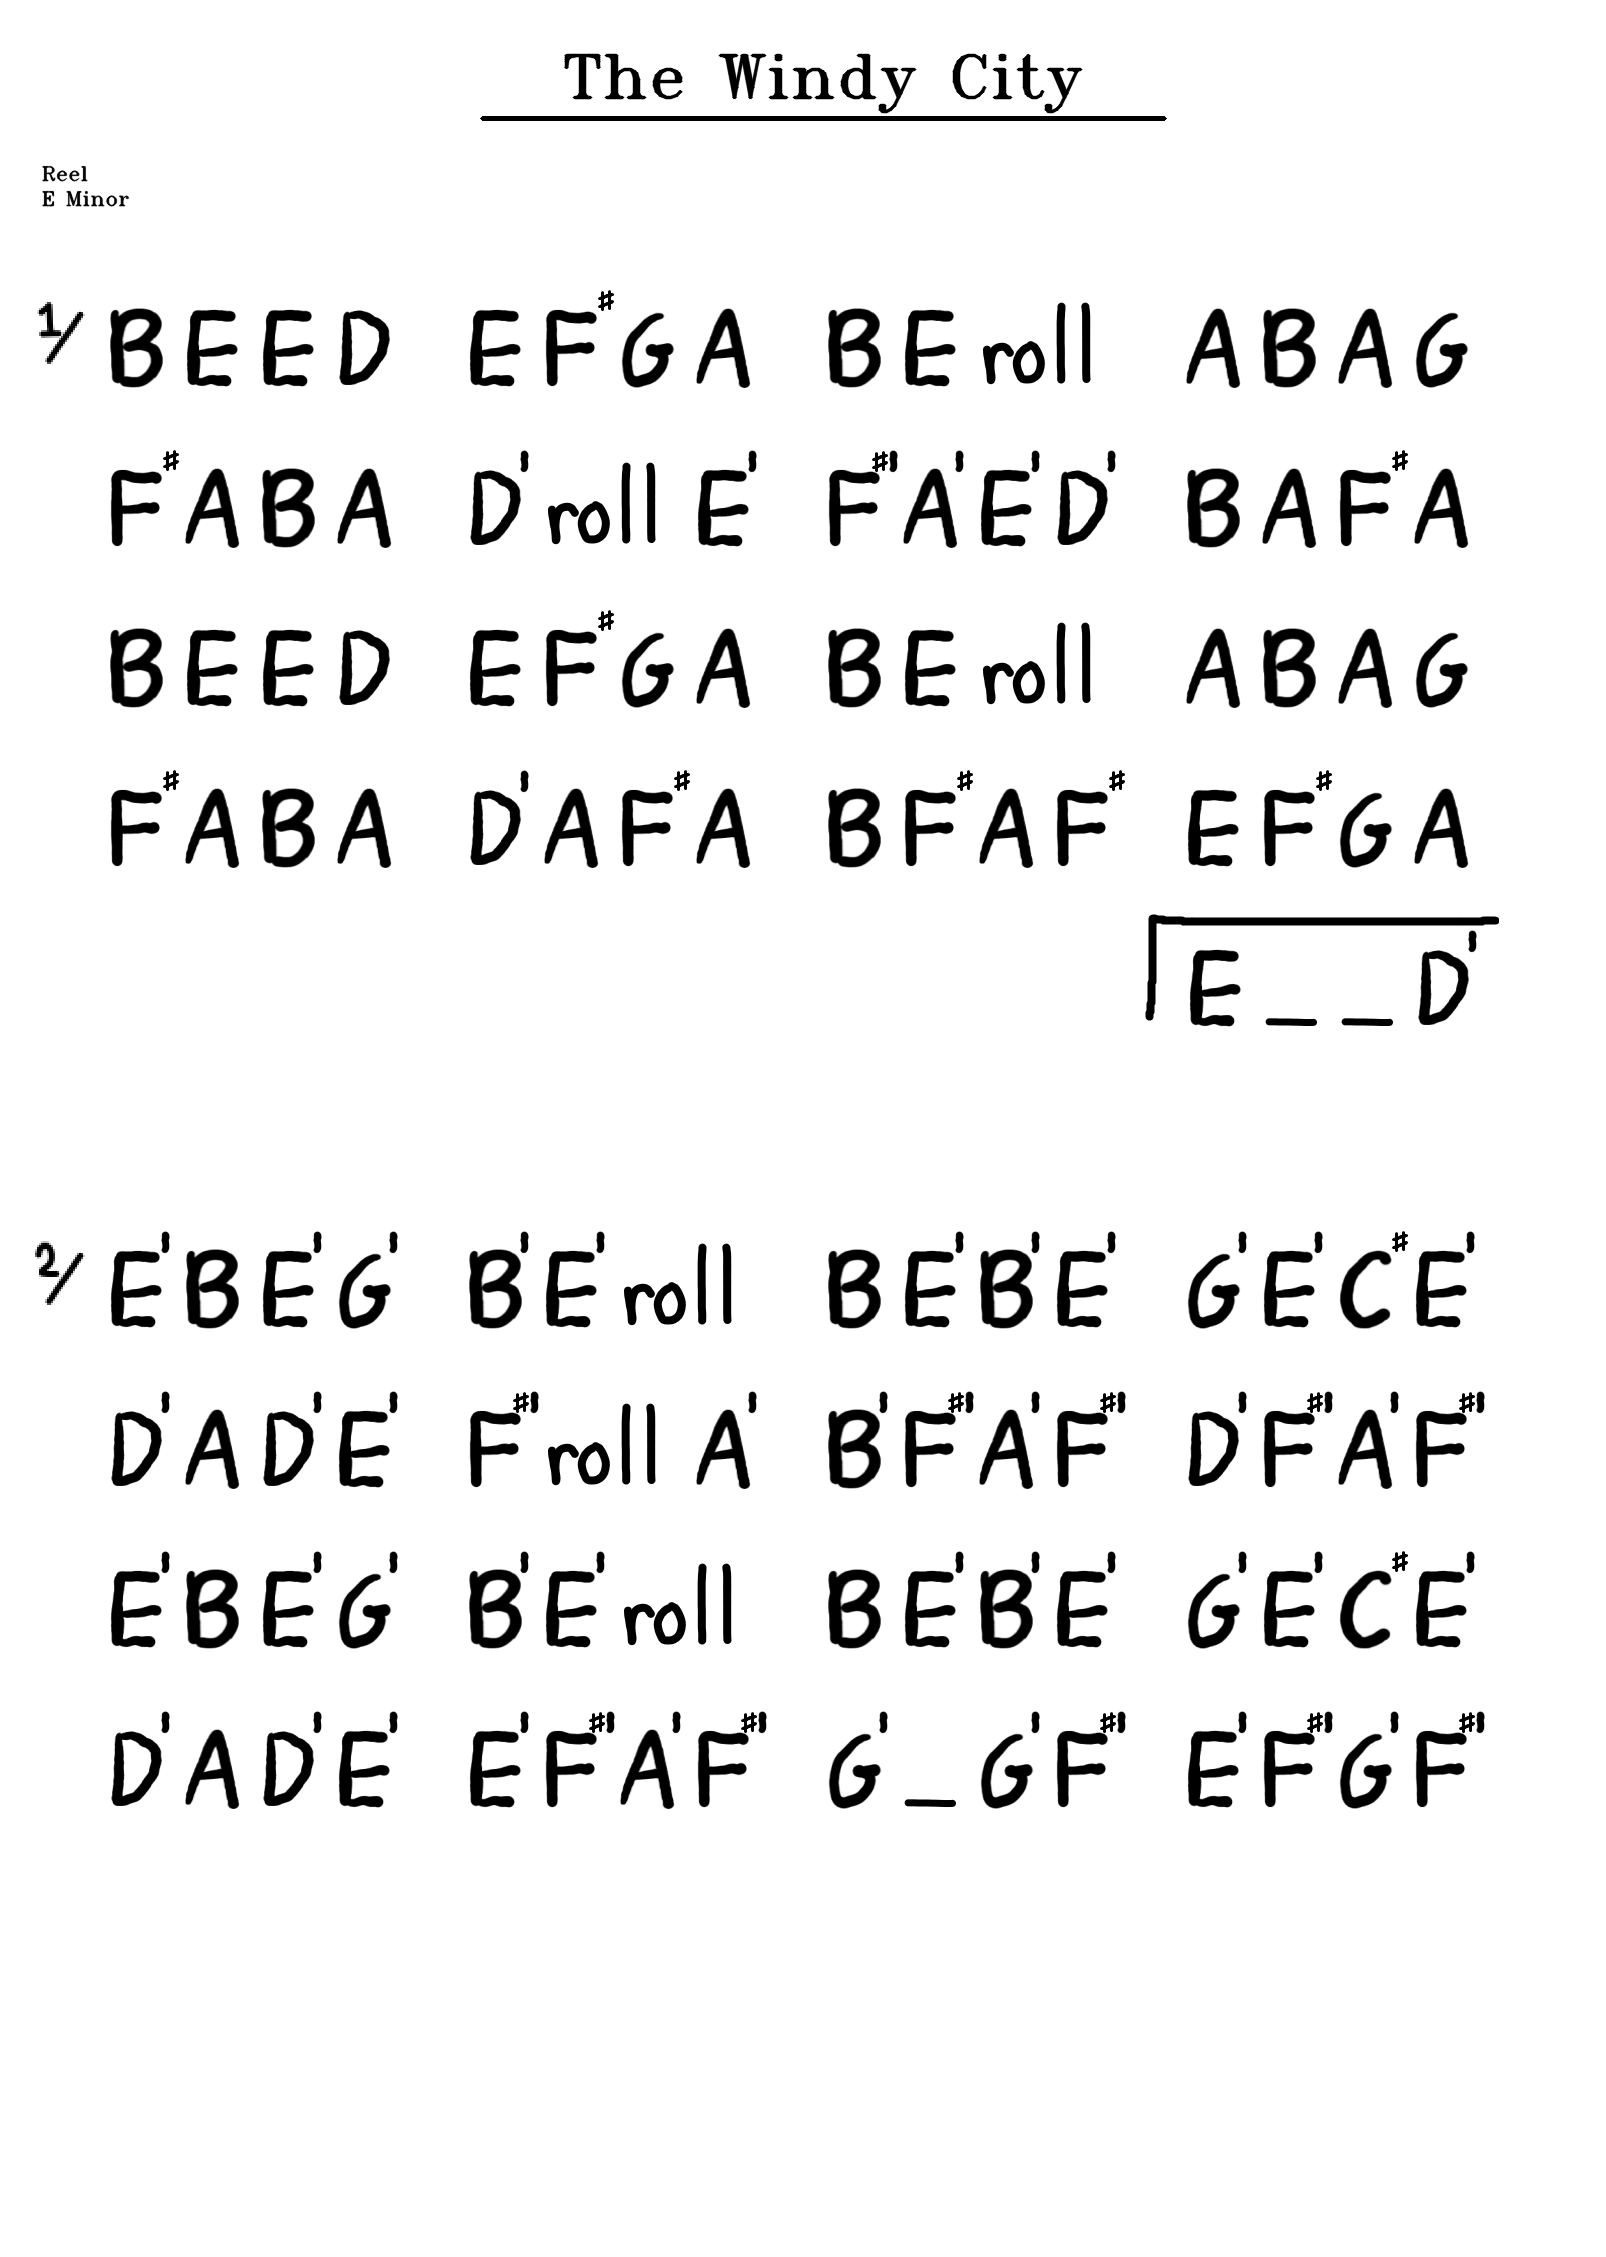 The Windy City
Reel
E Minor
1/ BEED EF#GA BE roll ABAG
F#ABA D' roll E' F#'A'E'D' BAF#A
BEED EF#GA BE roll ABAG
F#ABA D'AF#A BF#AF# EF#GA
E _ _ D'
2/ E'BE'G' B'E' roll BE'B'E' G'E'C#E'
D'AD'E' F#' roll A' B'F#'A'F#' D'F#'A'F#'
E'BE'G' B'E' roll BE'B'E' G'E'C#E'
D'AD'E' E'F#'A'F#' G' _ G'F#' E'F#'G'F#'